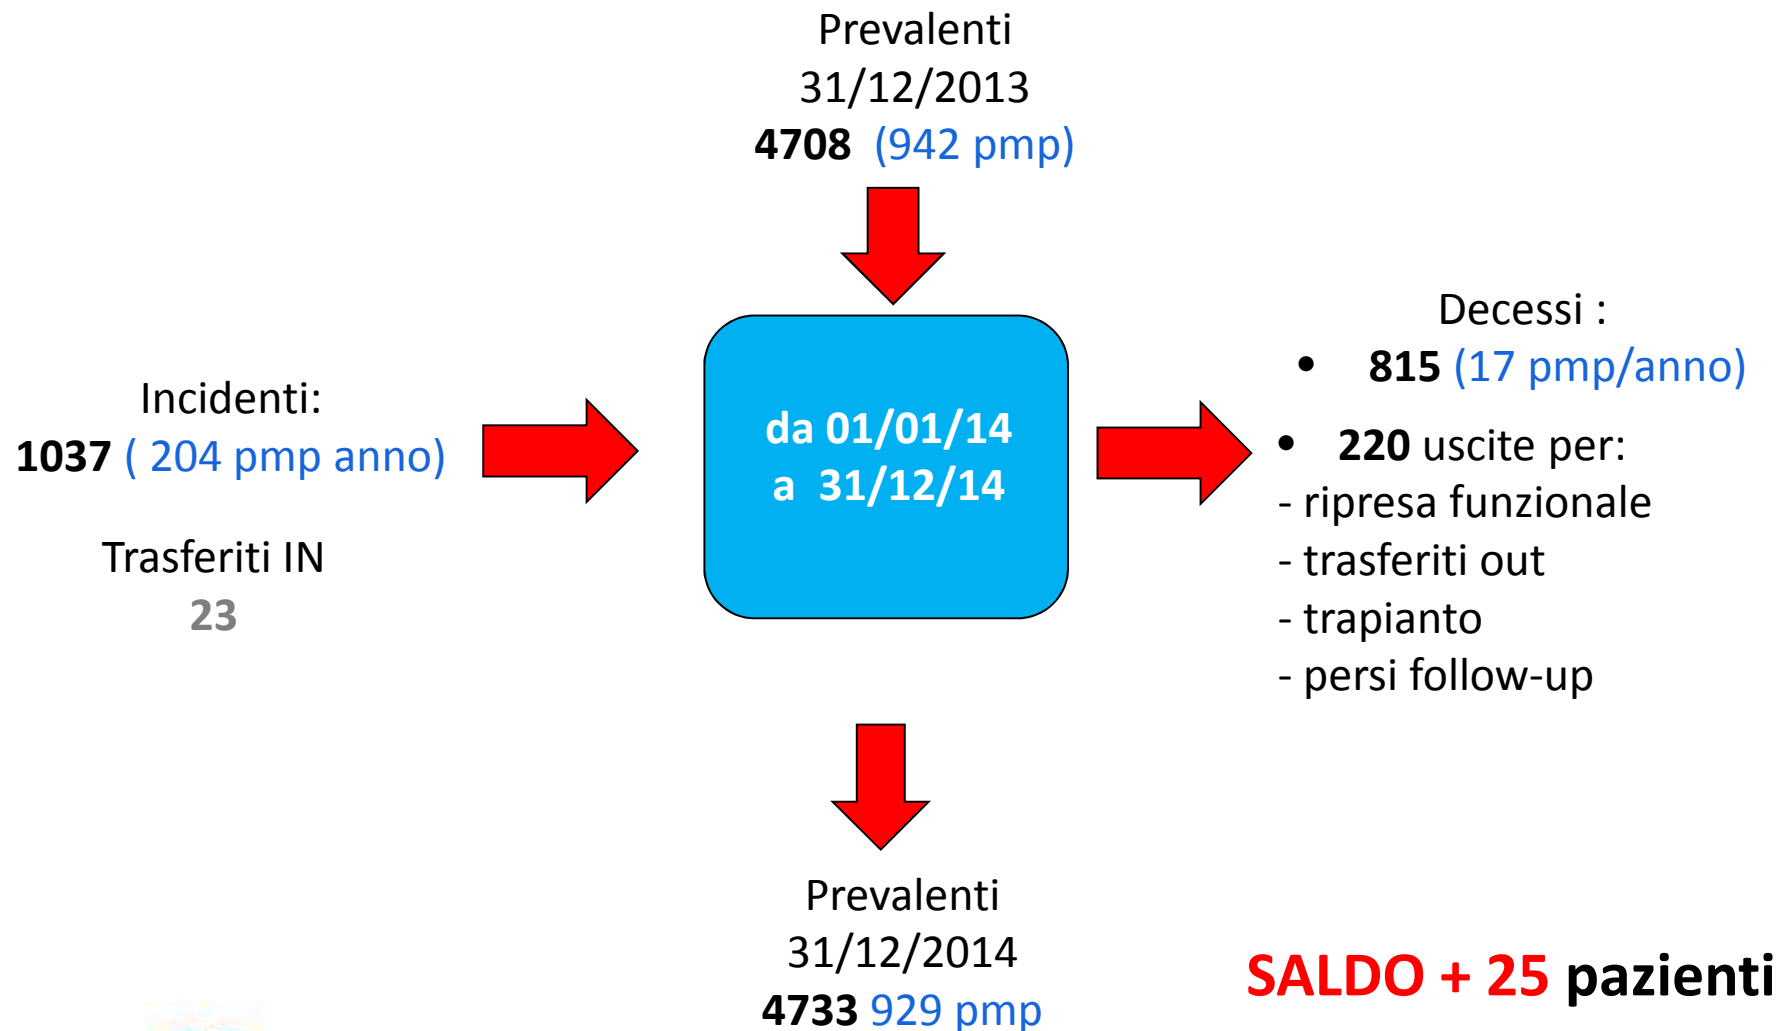 Prevalenti
31/12/2013
4708 (942 pmp)
Incidenti:
1037 ( 204 pmp anno)
Trasferiti IN
23
da 01/01/14
a 31/12/14
Decessi :
• 815 (17 pmp/anno)
• 220 uscite per:
- ripresa funzionale
- trasferiti out
- trapianto
- persi follow-up
Prevalenti
31/12/2014
4733 929 pmp
SALDO + 25 pazienti